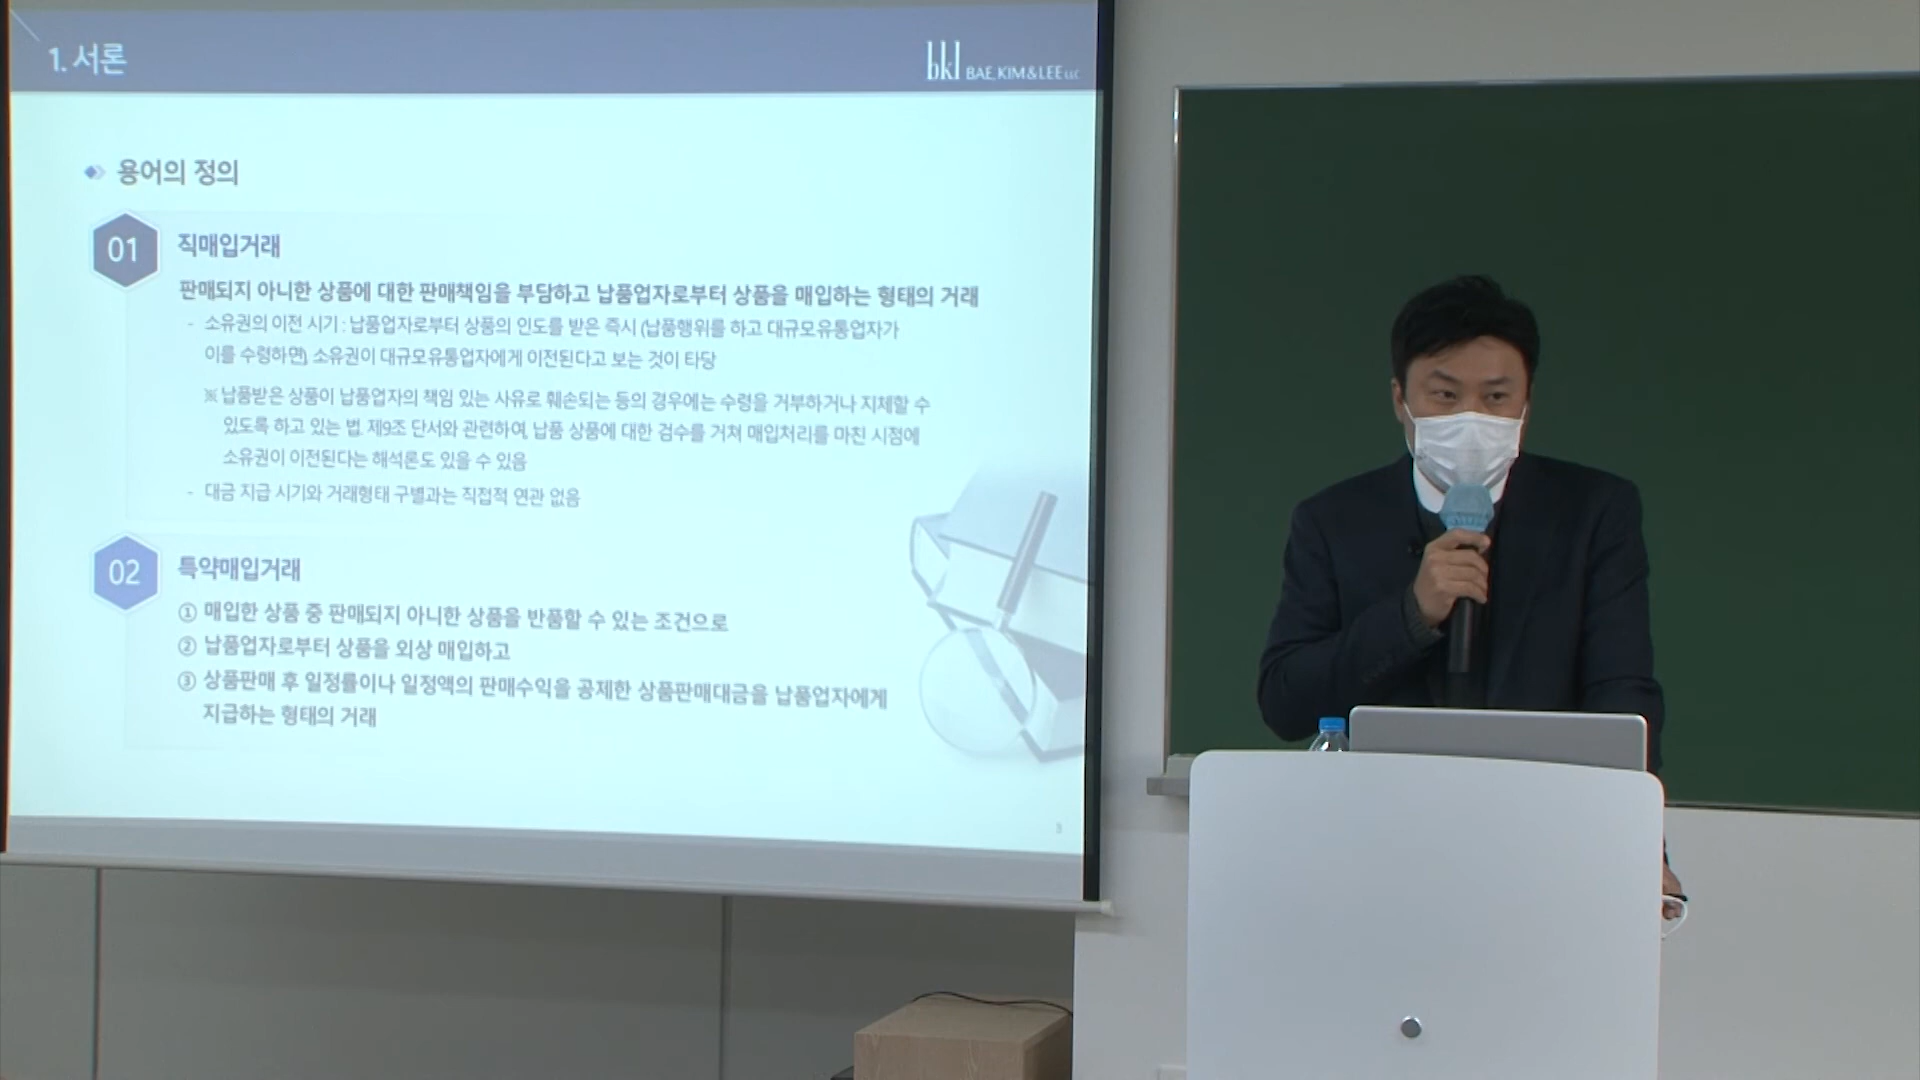 1. 서론
bkl BAE, KIM & LEE LLC
용어의 정의
01
직매입거래
판매되지 아니한 상품에 대한 판매책임을 부담하고 납품업자로부터 상품을 매입하는 형태의 거래
- 소유권의 이전 시기 : 납품업자로부터 상품의 인도를 받은 즉시 (납품행위를 하고 대규모유통업자가
이를 수령하면) 소유권이 대규모유통업자에게 이전된다고 보는 것이 타당
※ 납품받은 상품이 납품업자의 책임 있는 사유로 훼손되는 등의 경우에는 수령을 거부하거나 지체할 수
있도록 하고 있는 법. 제9조 단서와 관련하여, 납품 상품에 대한 검수를 거쳐 매입처리를 마친 시점에
소유권이 이전된다는 해석론도 있을 수 있음
- 대금 지급 시기와 거래형태 구별과는 직접적 연관 없음
02
특약매입거래
① 매입한 상품 중 판매되지 아니한 상품을 반품할 수 있는 조건으로
② 납품업자로부터 상품을 외상 매입하고
③ 상품판매 후 일정률이나 일정액의 판매수익을 공제한 상품판매대금을 납품업자에게
지급하는 형태의 거래
3